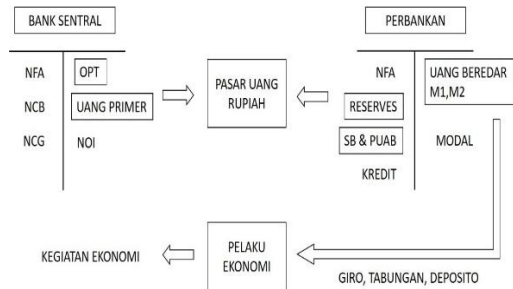 BANK SENTRAL
PERBANKAN
NFA
OPT
NCB
UANG PRIMER
NCG
NOI
PASAR UANG
RUPIAH
NFA
UANG BEREDAR
M1,M2
RESERVES
SB & PUAB
MODAL
KREDIT
KEGIATAN EKONOMI
PELAKU
EKONOMI
GIRO, TABUNGAN, DEPOSITO